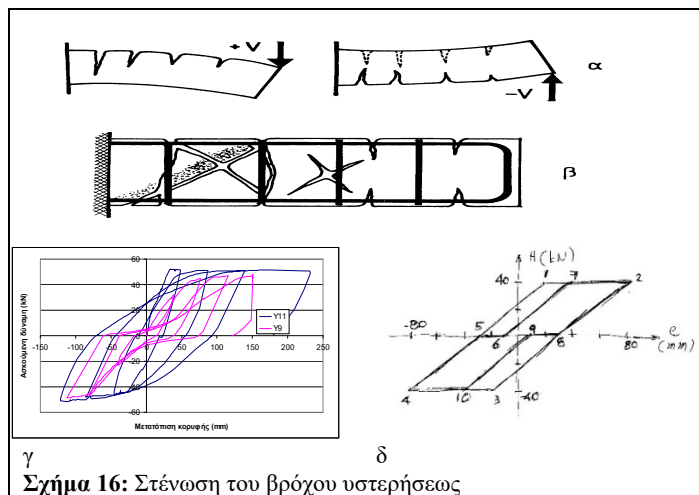 +V
-V
α
β
Ασκούμενη δύναμη (kN)
60
40
20
0
-20
-40
-60
-150 -100 -50 0 50 100 150 200 250
Y11
Y9
Μετατόπιση κορυφής (mm)
H(kN)
40
1 7 2
-80 5 6 9 8 80
e
(mm)
4 10 3 -40
γ δ
Σχήμα 16: Στένωση του βρόχου υστερήσεως